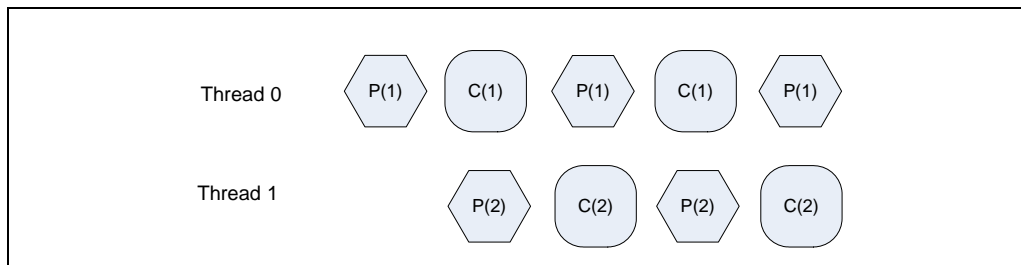 Thread 0
P(1) C(1) P(1) C(1) P(1)
Thread 1
P(2) C(2) P(2) C(2)